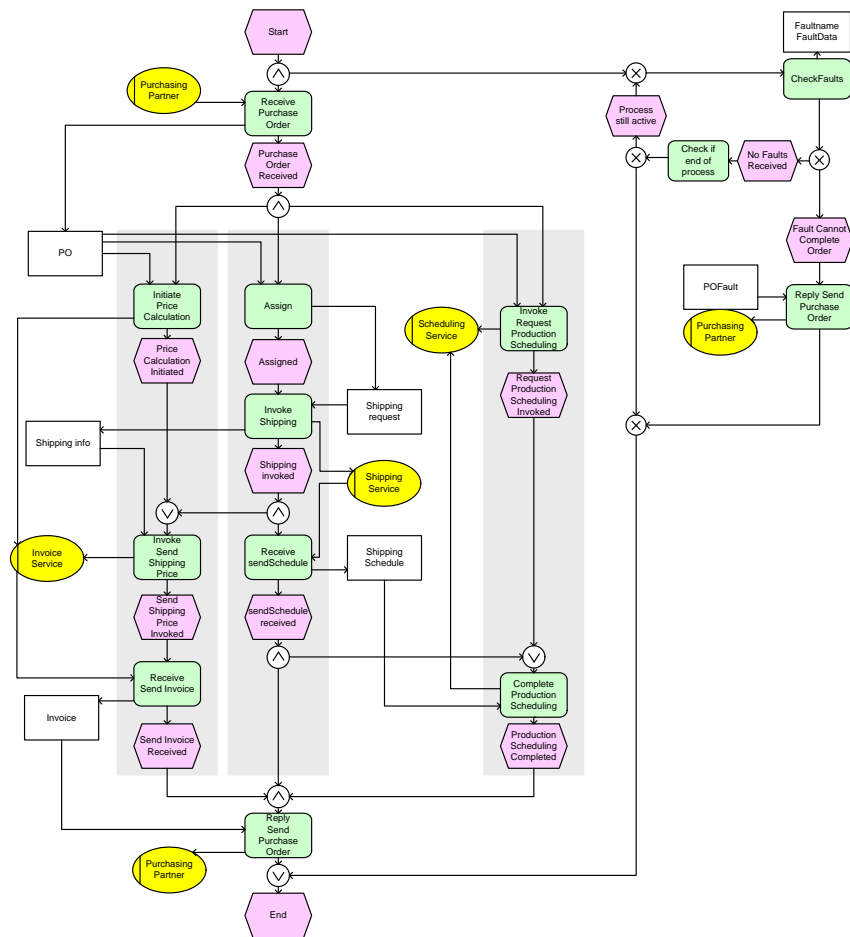 Start
Faultname
FaultData
CheckFaults
Purchasing
Partner
Receive
Purchase
Order
Process
still active
Purchase
Order
Received
Check if
end of
process
No Faults
Received
PO
Fault Cannot
Complete
Order
Initiate
Price
Calculation
Assign
Invoke
Request
Production
Scheduling
Scheduling
Service
POFault
Reply Send
Purchase
Order
Purchasing
Partner
Price
Calculation
Initiated
Assigned
Request
Production
Scheduling
Invoked
Invoke
Shipping
Shipping
request
Shipping info
Shipping
invoked
Shipping
Service
Invoice
Service
Invoke
Send
Shipping
Price
Receive
sendSchedule
Shipping
Schedule
Send
Shipping
Price
Invoked
sendSchedule
received
Receive
Send Invoice
Complete
Production
Scheduling
Invoice
Send Invoice
Received
Production
Scheduling
Completed
Reply
Send
Purchase
Order
Purchasing
Partner
End